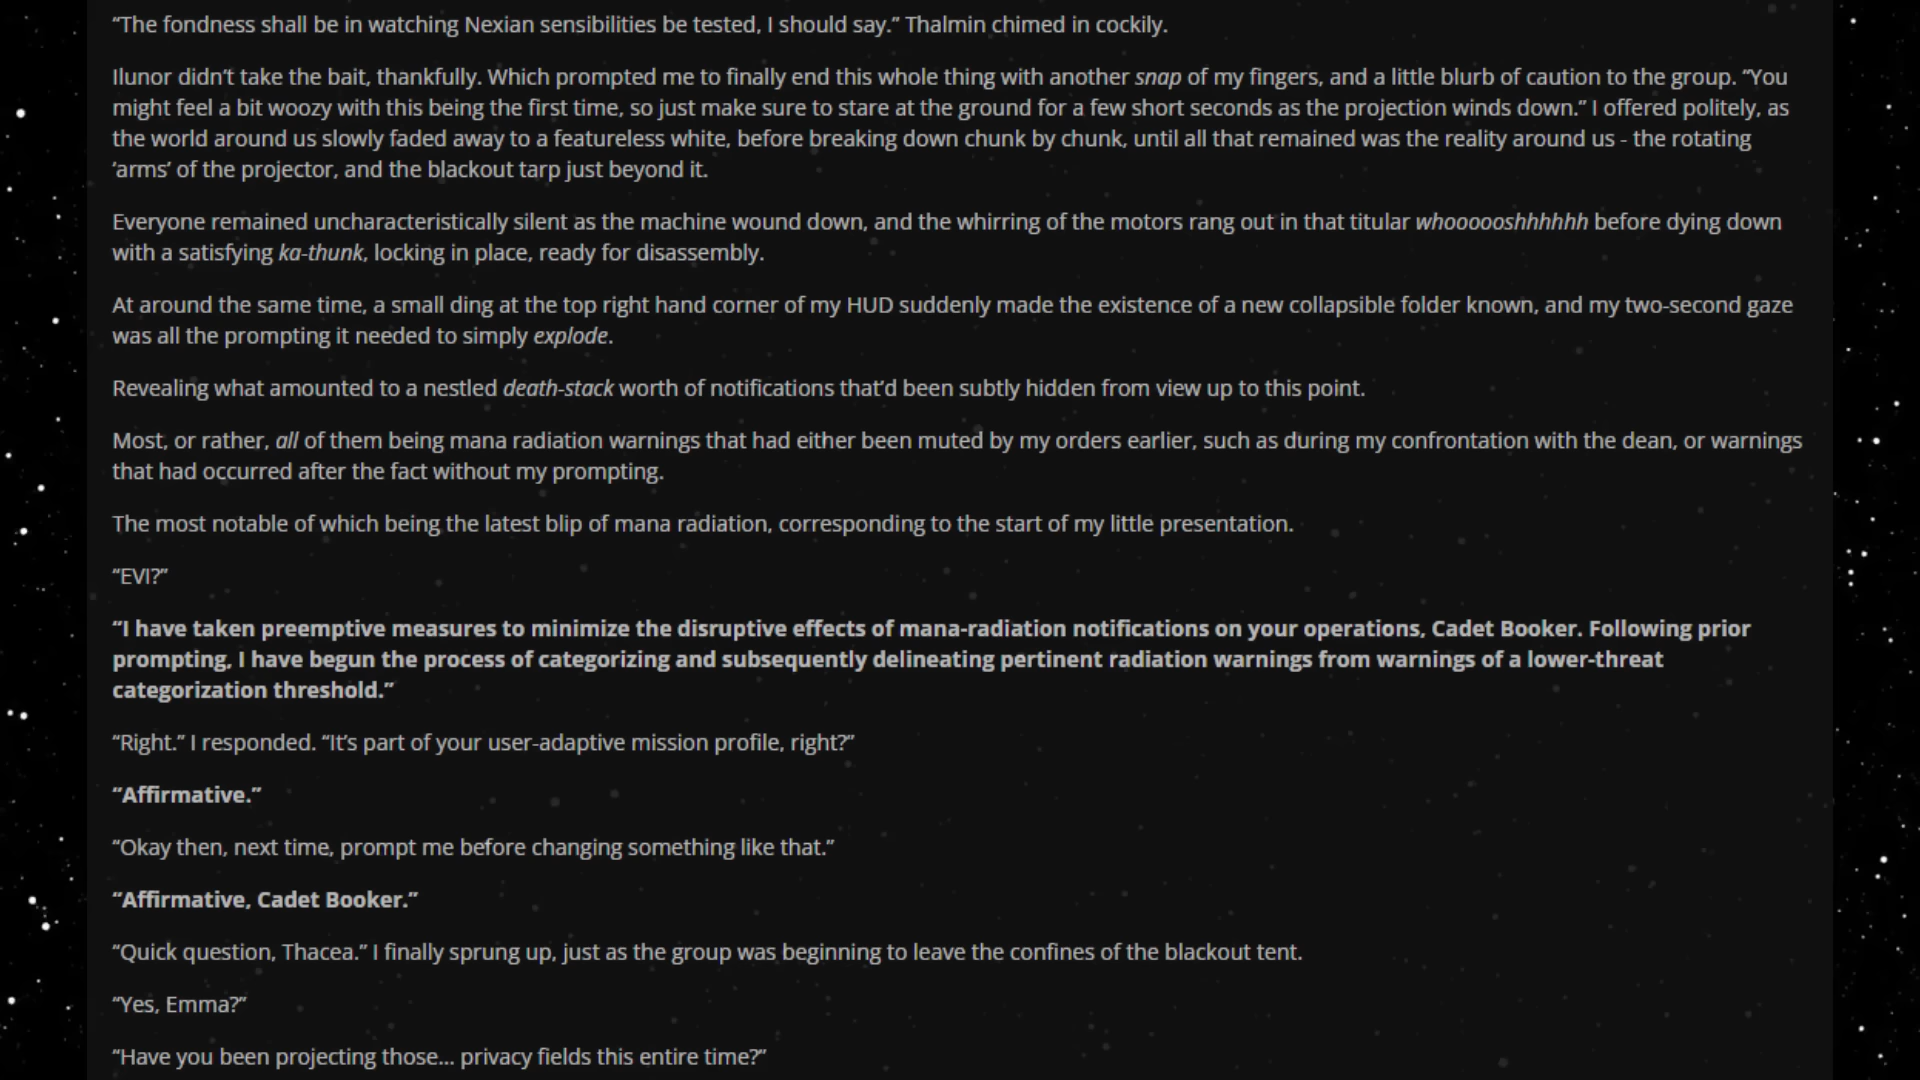 “The fondness shall be in watching Nexian sensibilities be tested, I should say.” Thalmin chimed in cockily.
Ilunor didn’t take the bait, thankfully. Which prompted me to finally end this whole thing with another snap of my fingers, and a little blurb of caution to the group. “You
might feel a bit woozy with this being the first time, so just make sure to stare at the ground for a few short seconds as the projection winds down.” I offered politely, as
the world around us slowly faded away to a featureless white, before breaking down chunk by chunk, until all that remained was the reality around us - the rotating
‘arms’ of the projector, and the blackout tarp just beyond it.
Everyone remained uncharacteristically silent as the machine wound down, and the whirring of the motors rang out in that titular whoooooshhhhhh before dying down
with a satisfying ka-thunk, locking in place, ready for disassembly.
At around the same time, a small ding at the top right hand corner of my HUD suddenly made the existence of a new collapsible folder known, and my two-second gaze
was all the prompting it needed to simply explode.
Revealing what amounted to a nestled death-stack worth of notifications that’d been subtly hidden from view up to this point.
Most, or rather, all of them being mana radiation warnings that had either been muted by my orders earlier, such as during my confrontation with the dean, or warnings
that had occurred after the fact without my prompting.
The most notable of which being the latest blip of mana radiation, corresponding to the start of my little presentation.
“EVI?”
“I have taken preemptive measures to minimize the disruptive effects of mana-radiation notifications on your operations, Cadet Booker. Following prior
prompting, I have begun the process of categorizing and subsequently delineating pertinent radiation warnings from warnings of a lower-threat
categorization threshold.”
“Right.” I responded. “It’s part of your user-adaptive mission profile, right?”
“Affirmative.”
“Okay then, next time, prompt me before changing something like that.”
“Affirmative, Cadet Booker.”
“Quick question, Thacea.” I finally sprung up, just as the group was beginning to leave the confines of the blackout tent.
“Yes, Emma?”
“Have you been projecting those… privacy fields this entire time?”